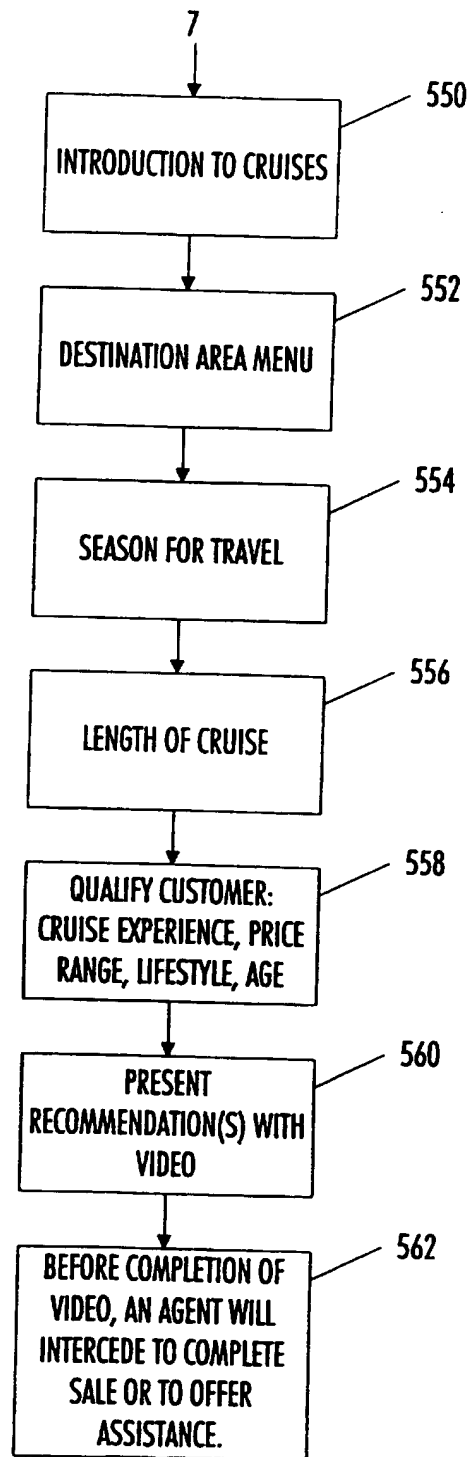 7
550
INTRODUCTION TO CRUISES
552
DESTINATION AREA MENU
554
SEASON FOR TRAVEL
556
LENGTH OF CRUISE
558
QUALIFY CUSTOMER:
CRUISE EXPERIENCE, PRICE
RANGE, LIFESTYLE, AGE
560
PRESENT
RECOMMENDATION(S) WITH
VIDEO
562
BEFORE COMPLETION OF
VIDEO, AN AGENT WILL
INTERCEDE TO COMPLETE
SALE OR TO OFFER
ASSISTANCE.